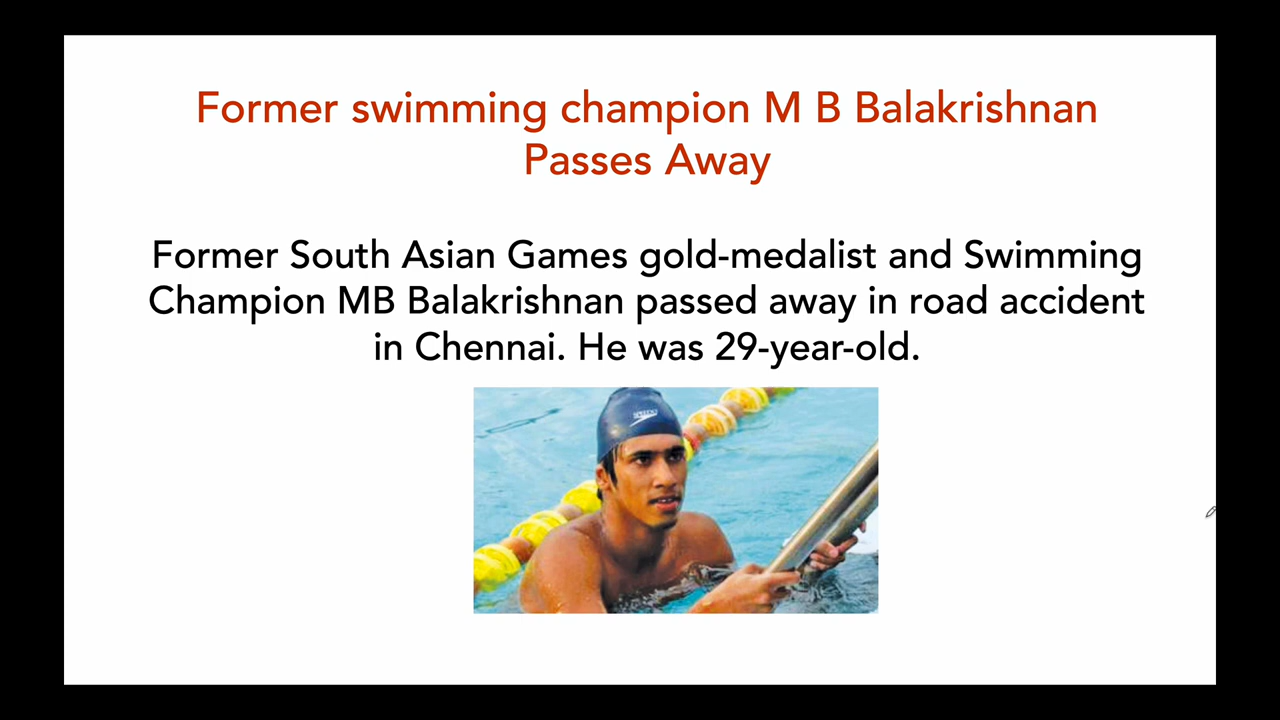 Former swimming champion M B Balakrishnan
Passes Away
Former South Asian Games gold-medalist and Swimming
Champion MB Balakrishnan passed away in road accident
in Chennai. He was 29-year-old.
SPEEDO